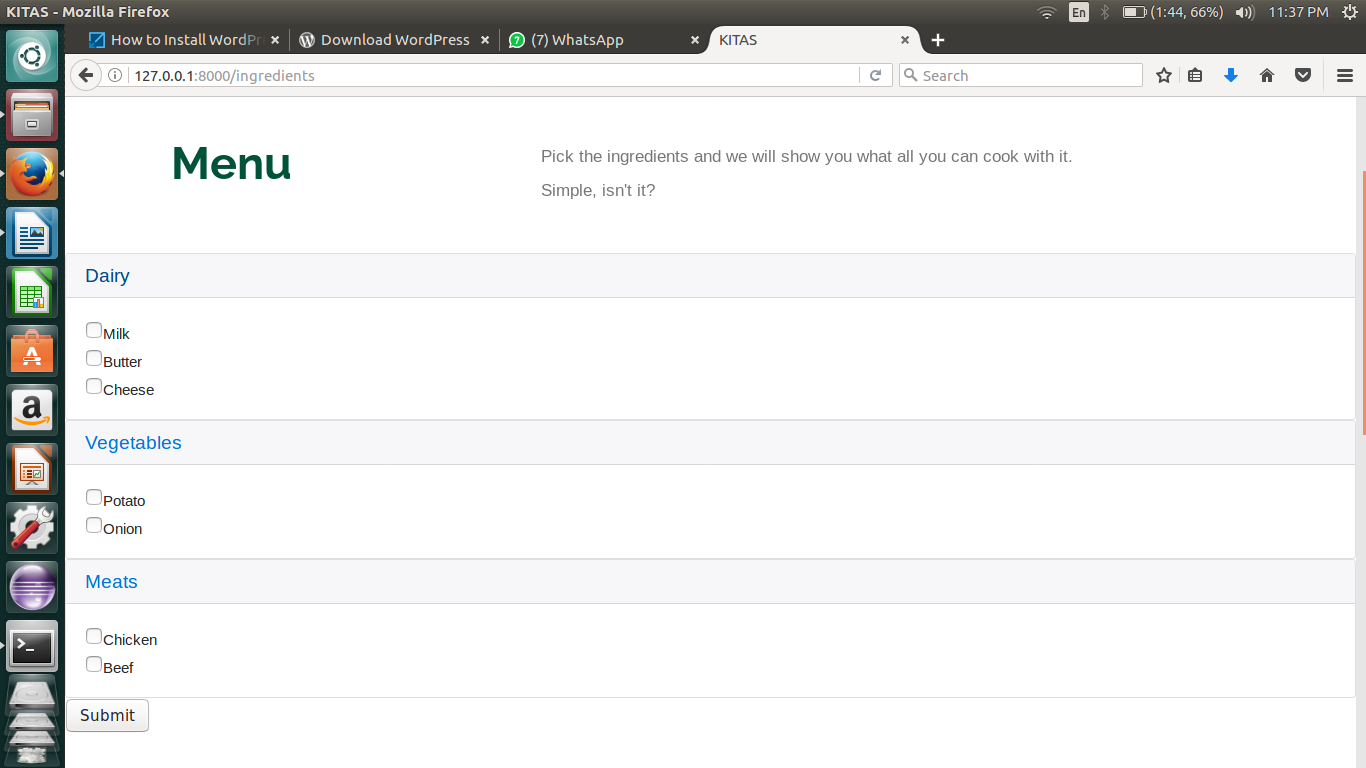 KITAS - Mozilla Firefox
En
(1:44, 66%)
11:37 PM
How to Install WordPr
Download WordPress
(7) WhatsApp
KITAS
127.0.0.1:8000/ingredients
Search
Menu
Pick the ingredients and we will show you what all you can cook with it.
Simple, isn't it?
Dairy
Milk
Butter
Cheese
Vegetables
Potato
Onion
Meats
Chicken
Beef
Submit